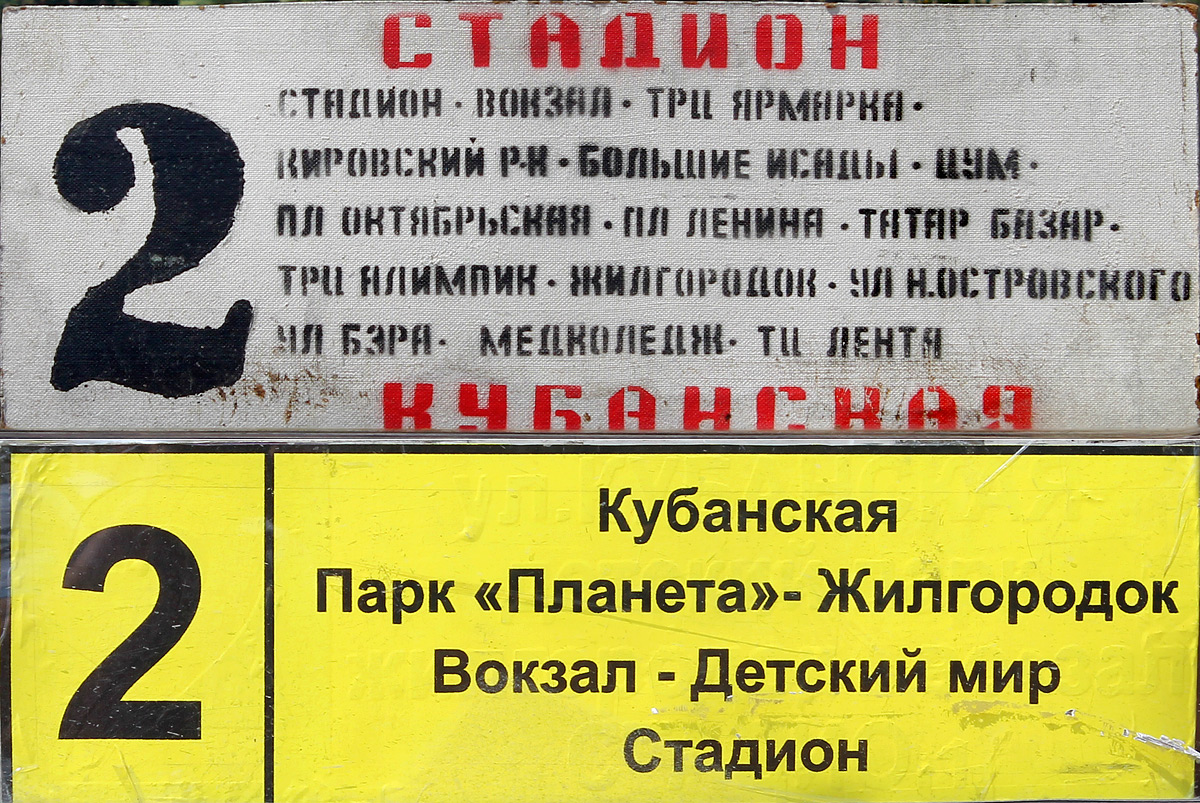 СТАДИОН
2
СТАДИОН · ВОКЗАЛ · ТРЦ ЯРМАРКА ·
КИРОВСКИЙ Р-Н · БОЛЬШИЕ ИСАДЫ · ЦУМ ·
ПЛ ОКТЯБРЬСКАЯ · ПЛ ЛЕНИНА · ТАТАР БАЗАР ·
ТРЦ АЛИМПИК · ЖИЛГОРОДОК · УЛ Н.ОСТРОВСКОГО
УЛ БЭРА · МЕДКОЛЕДЖ · ТЦ ЛЕНТА
КУБАНСКАЯ
2
Кубанская
Парк «Планета»- Жилгородок
Вокзал - Детский мир
Стадион